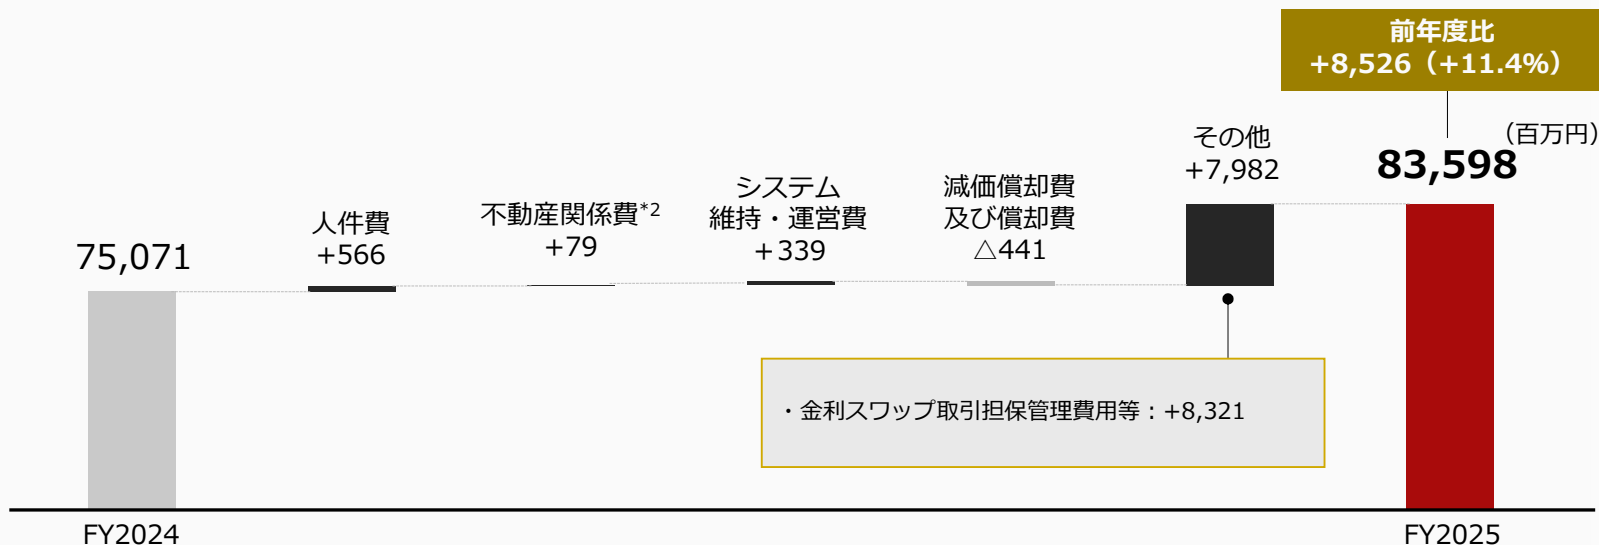 前年度比
+8,526（+11.4%）
（百万円）
75,071
人件費
+566
不動産関係費*2
+79
システム
維持・運営費
+339
減価償却費
及び償却費
△441
その他
+7,982
83,598
・金利スワップ取引担保管理費用等：+8,321
FY2024
FY2025